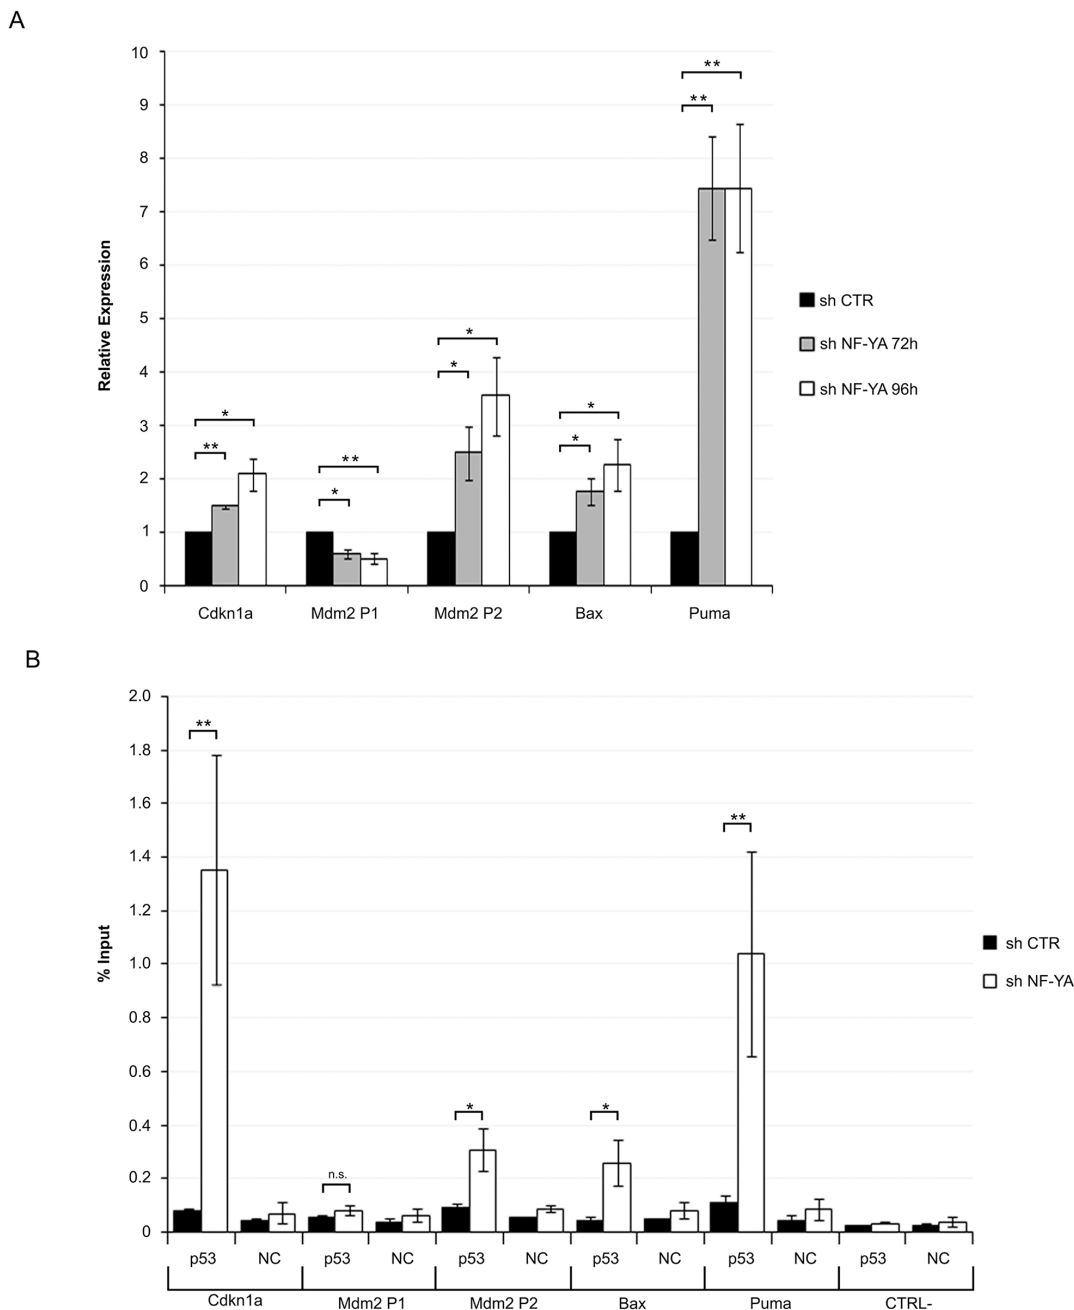 A
10
9
8
7
6
5
4
3
2
1
0
Relative Expression
**
**
*
*
*
**
*
**
*
*
sh CTR
sh NF-YA 72h
sh NF-YA 96h
Cdkn1a Mdm2 P1 Mdm2 P2 Bax Puma
B
2.0
1.8
1.6
1.4
1.2
1.0
0.8
0.6
0.4
0.2
0
% Input
**
**
*
*
n.s.
sh CTR
sh NF-YA
p53 NC p53 NC p53 NC p53 NC p53 NC p53 NC
Cdkn1a Mdm2 P1 Mdm2 P2 Bax Puma CTRL-